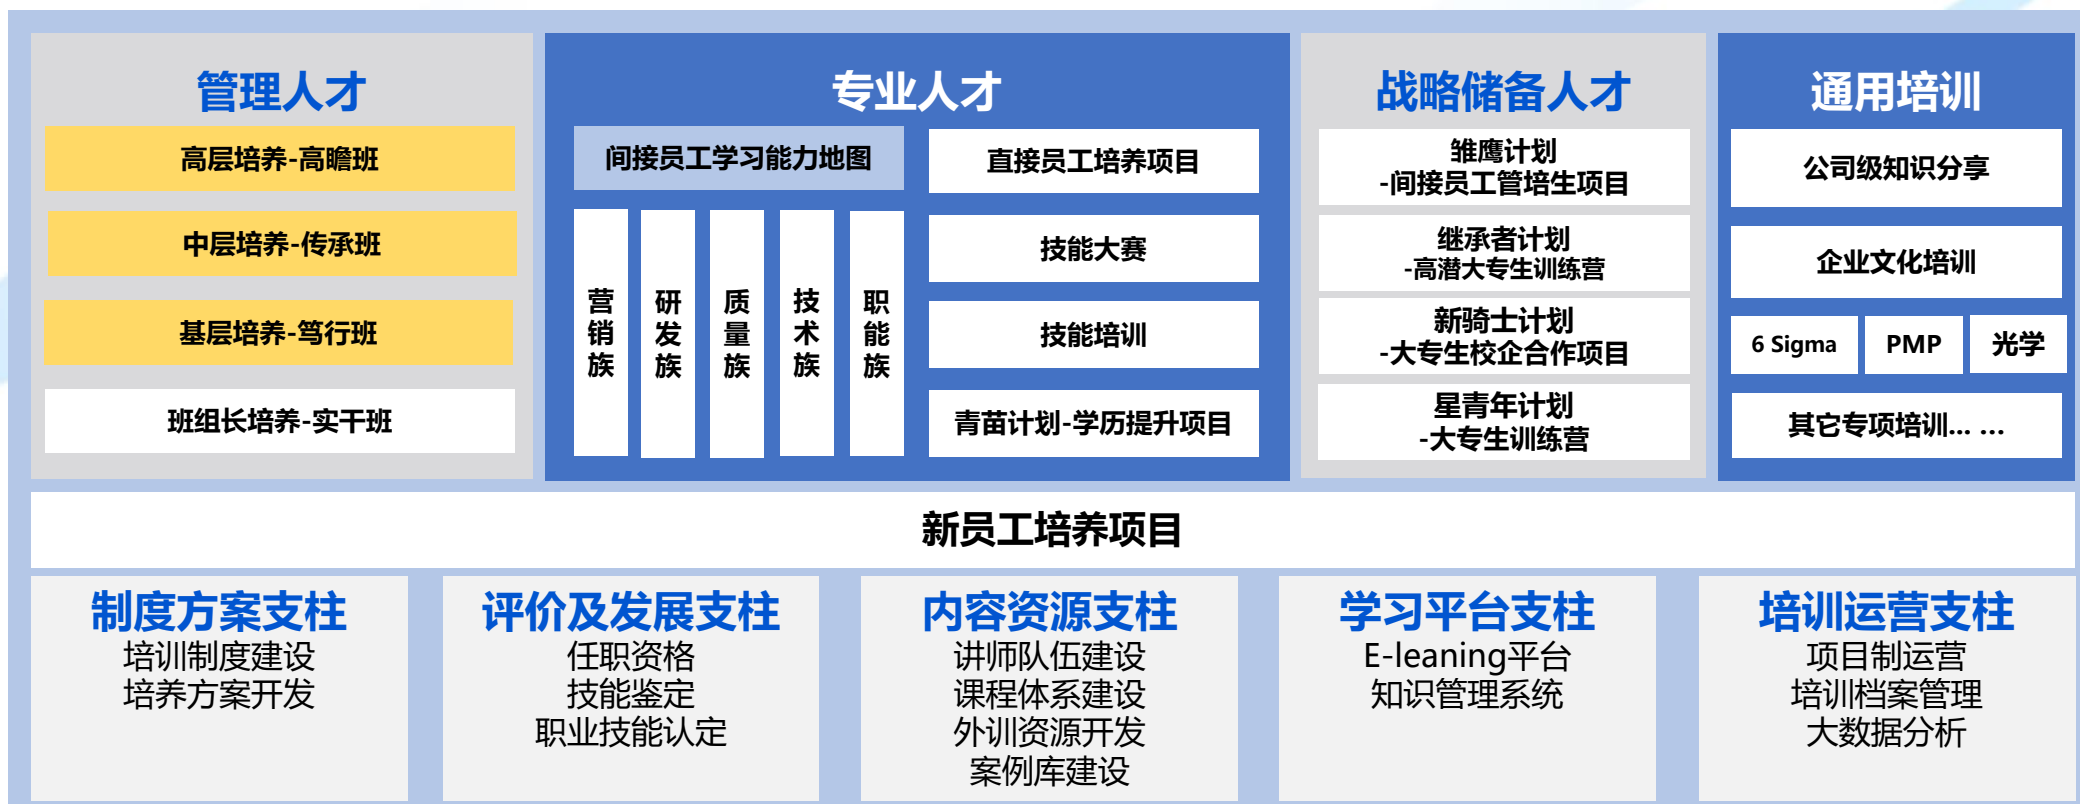 管理人才
高层培养-高瞻班
中层培养-传承班
基层培养-笃行班
班组长培养-实干班
专业人才
间接员工学习能力地图
营销族
研发族
质量族
技术族
职能族
直接员工培养项目
技能大赛
技能培训
青苗计划-学历提升项目
战略储备人才
雏鹰计划
-间接员工管培生项目
继承者计划
-高潜大专生训练营
新骑士计划
-大专生校企合作项目
星青年计划
-大专生训练营
通用培训
公司级知识分享
企业文化培训
6 Sigma
PMP
光学
其它专项培训... ...
新员工培养项目
制度方案支柱
培训制度建设
培养方案开发
评价及发展支柱
任职资格
技能鉴定
职业技能认定
内容资源支柱
讲师队伍建设
课程体系建设
外训资源开发
案例库建设
学习平台支柱
E-leaning平台
知识管理系统
培训运营支柱
项目制运营
培训档案管理
大数据分析